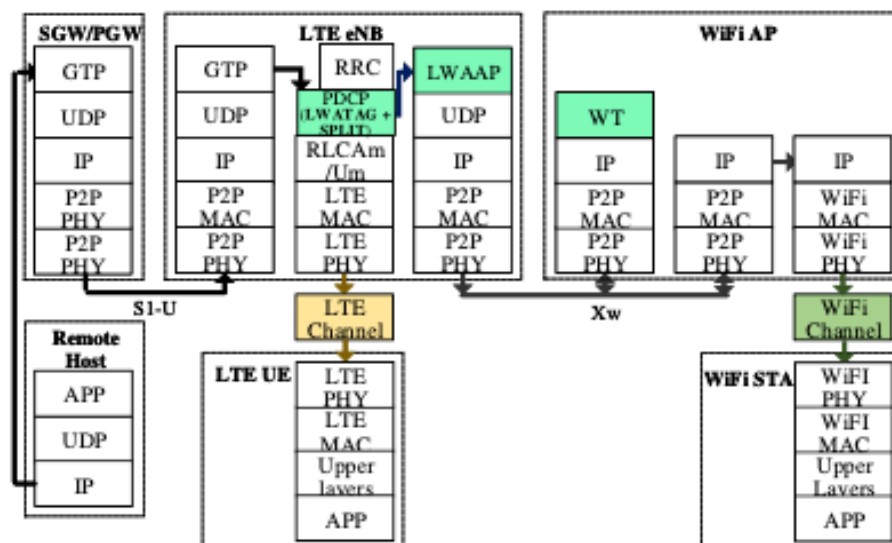 SGW/PGW
GTP
UDP
IP
P2P
PHY
P2P
PHY
S1-U
Remote
Host
APP
UDP
IP
LTE eNB
GTP
UDP
IP
P2P
MAC
P2P
PHY
RRC
PDCP
(LWATAG +
SPLIT)
RLCAm
/Um
LTE
MAC
LTE
PHY
LWAAP
UDP
IP
P2P
MAC
P2P
PHY
LTE
Channel
LTE UE
LTE
PHY
LTE
MAC
Upper
layers
APP
Xw
WiFi AP
WT
IP
P2P
MAC
P2P
PHY
IP
P2P
MAC
P2P
PHY
IP
WiFi
MAC
WiFi
PHY
WiFi
Channel
WiFi STA
WiFI
PHY
WiFI
MAC
Upper
Layers
APP